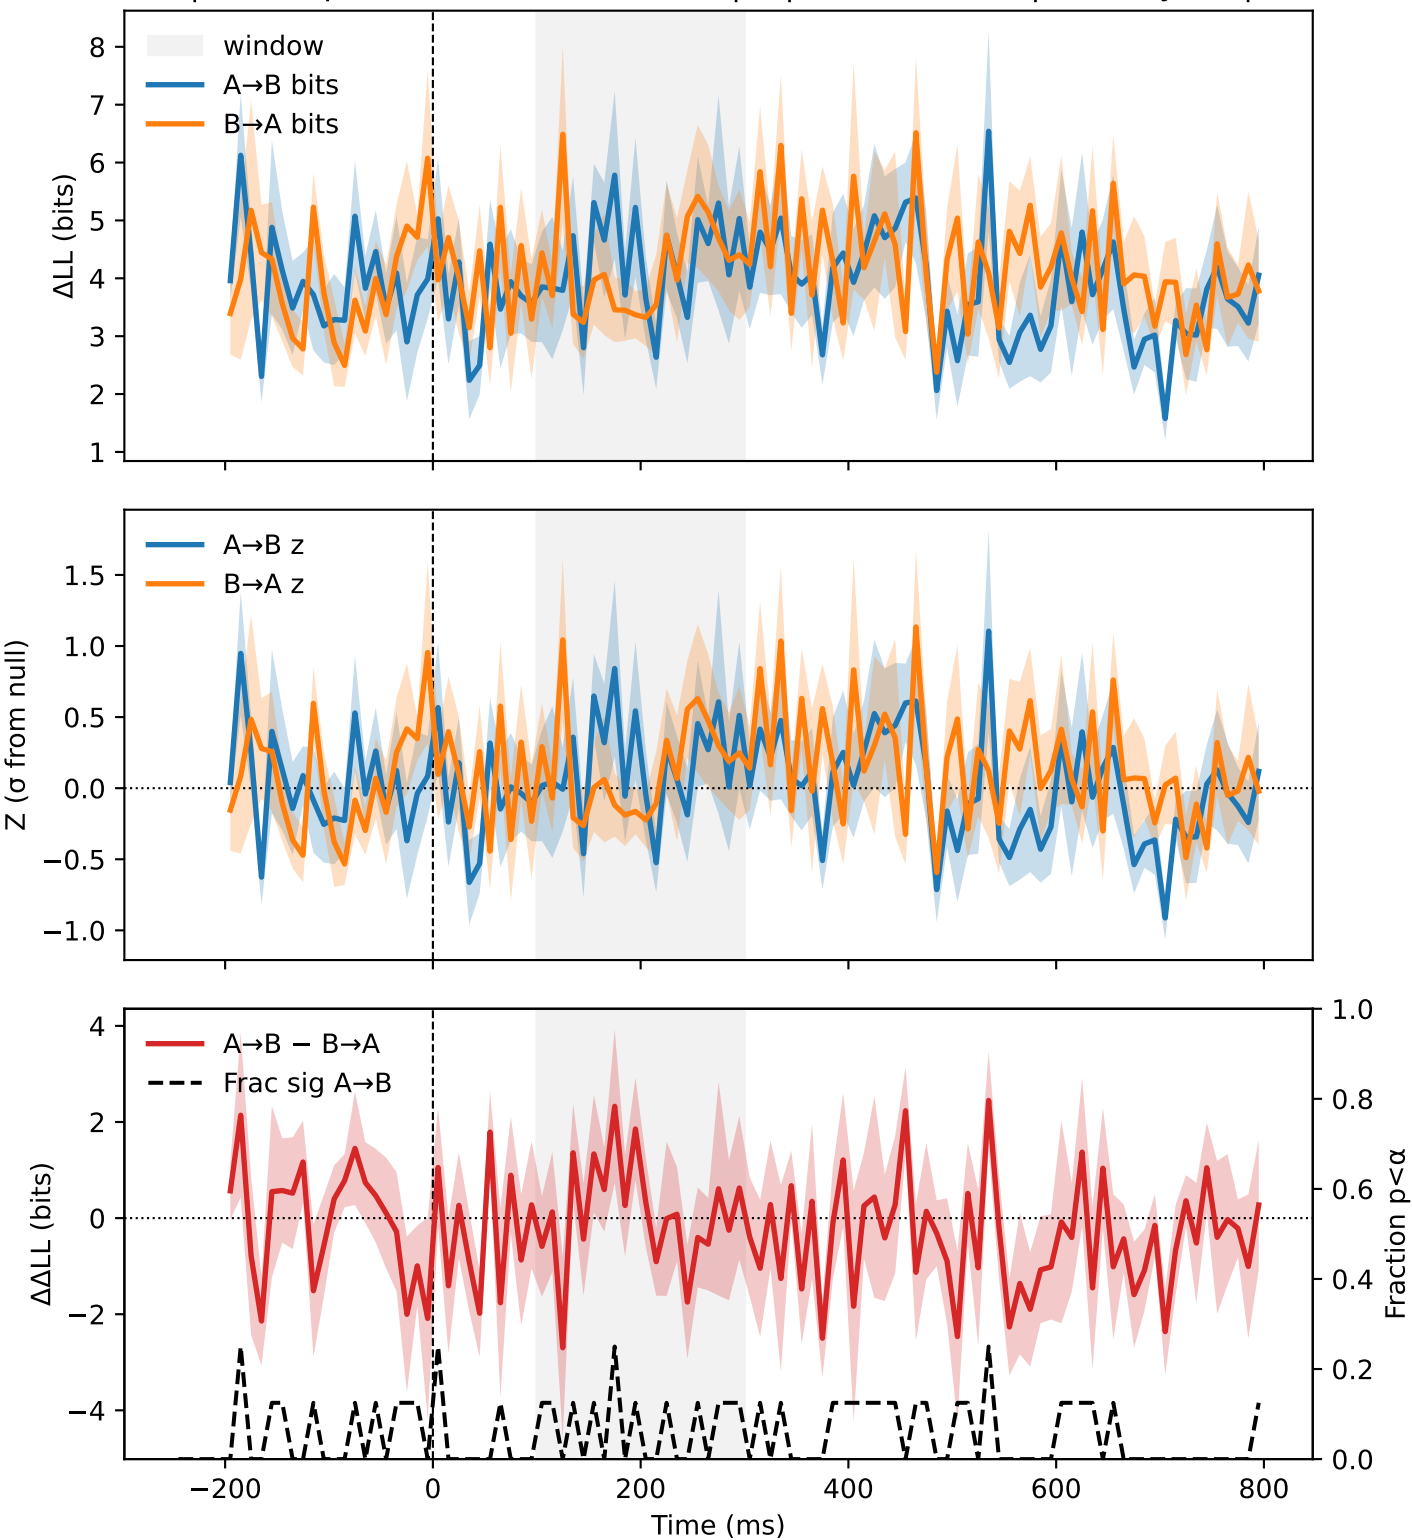 8
7
6
5
4
3
2
1
ΔLL (bits)
window
A→B bits
B→A bits
1.5
1.0
0.5
0.0
−0.5
−1.0
Z (σ from null)
A→B z
B→A z
4
2
0
−2
−4
ΔΔLL (bits)
A→B − B→A
Frac sig A→B
1.0
0.8
0.6
0.4
0.2
0.0
Fraction p<α
−200 0 200 400 600 800
Time (ms)